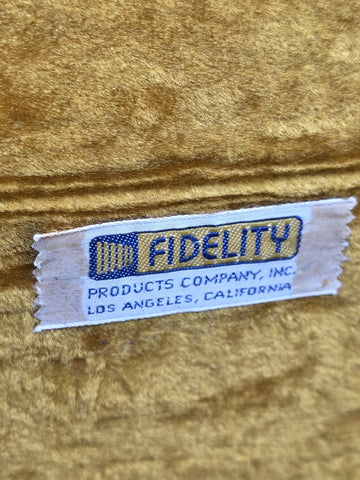 FIDELITY
PRODUCTS COMPANY, INC.
LOS ANGELES, CALIFORNIA